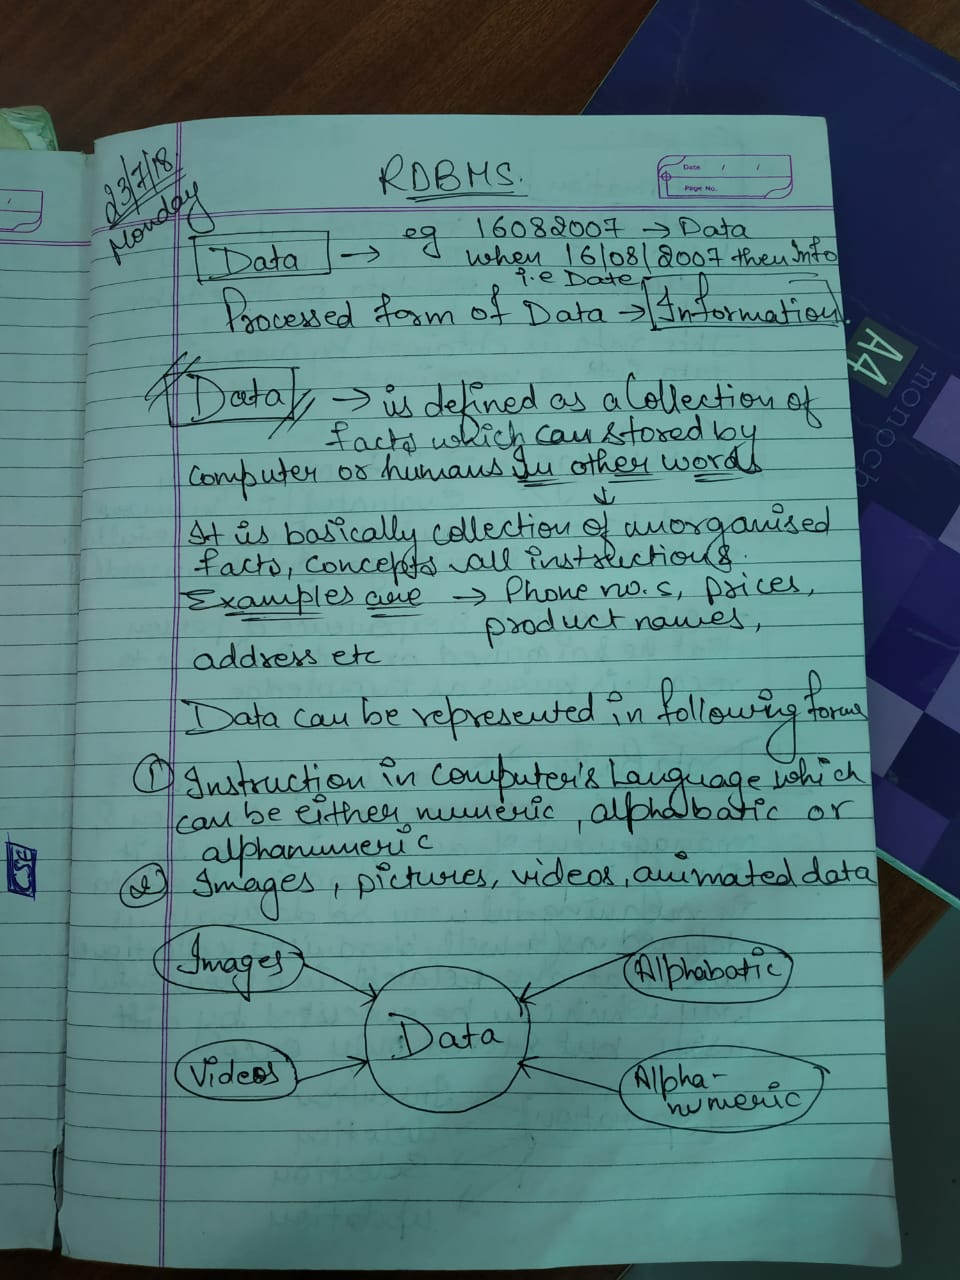 23/7/18
Monday
RDBMS.
Date / /
Page No.
Data → eg 16082007 → Data
when 16/08/2007 then Info
i.e Date
Processed form of Data → Information.
Data → is defined as a Collection of
facts which can stored by
computer or humans In other words
↓
It is basically collection of unorganised
facts, concepts all instructions.
Examples are → Phone no.s, prices,
product names,
address etc
Data can be represented in following forms
① Instruction in Computer's Language which
can be either numeric, alphabatic or
alphanumeric
② Images, pictures, videos, animated data
Images
Alphabatic
Data
Videos
Alpha-
numeric
CSE
A4
monoch